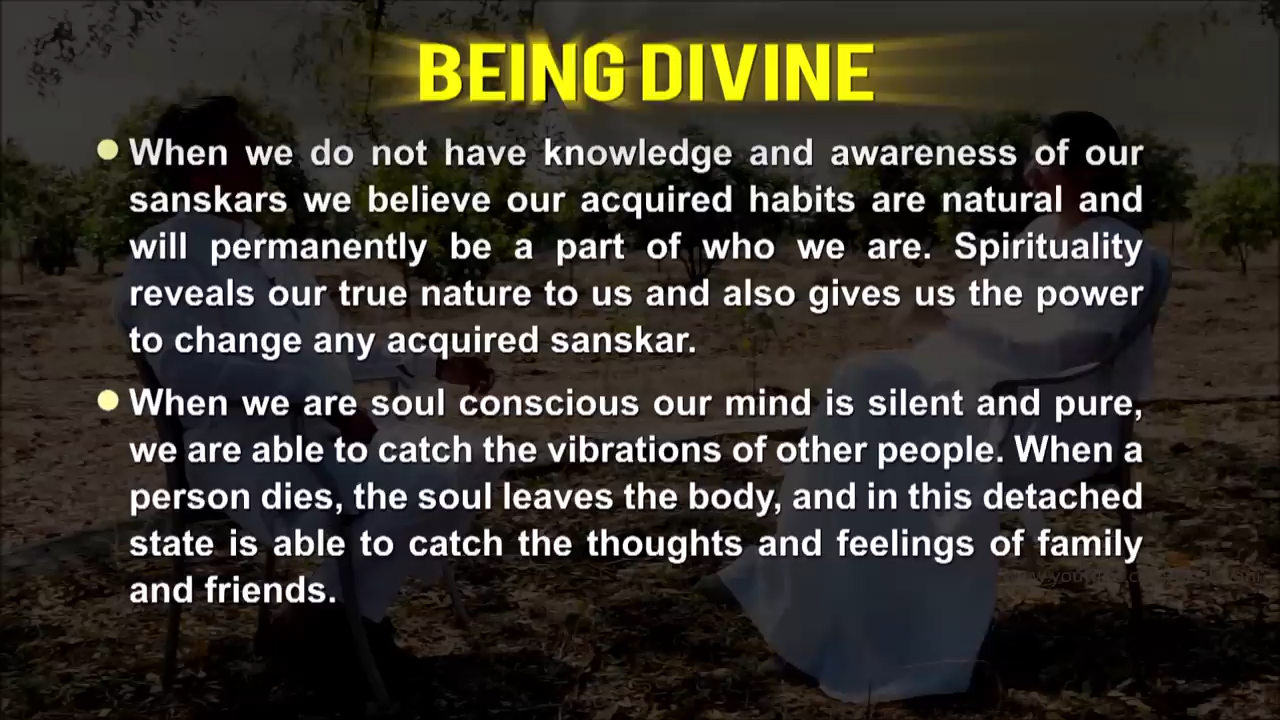 BEING DIVINE
When we do not have knowledge and awareness of our
sanskars we believe our acquired habits are natural and
will permanently be a part of who we are. Spirituality
reveals our true nature to us and also gives us the power
to change any acquired sanskar.
When we are soul conscious our mind is silent and pure,
we are able to catch the vibrations of other people. When a
person dies, the soul leaves the body, and in this detached
state is able to catch the thoughts and feelings of family
and friends.